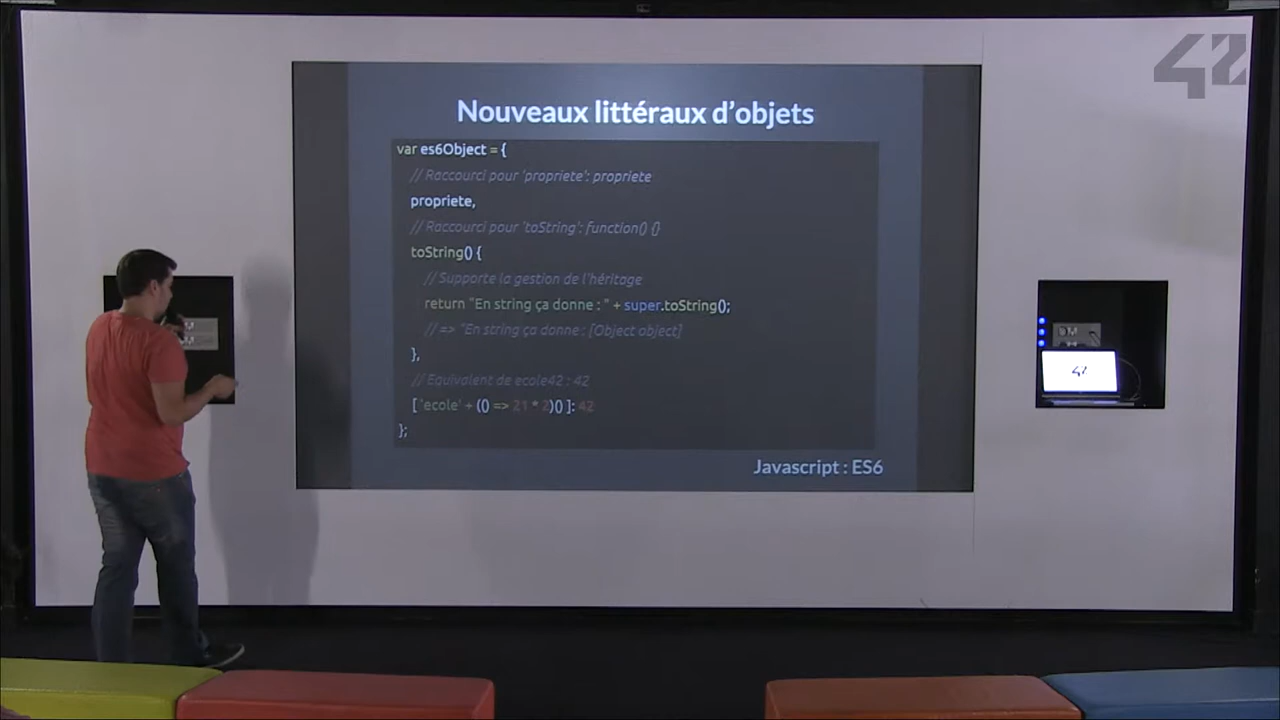 42
Nouveaux littéraux d'objets
var es6Object = {
// Raccourci pour 'propriete': propriete
propriete,
// Raccourci pour 'toString': function() {}
toString() {
// Supporte la gestion de l'héritage
return "En string ça donne : " + super.toString();
// => "En string ça donne : [Object object]
},
// Equivalent de ecole42 : 42
[ 'ecole' + (() => 21 * 2)() ]: 42
};
Javascript : ES6
42